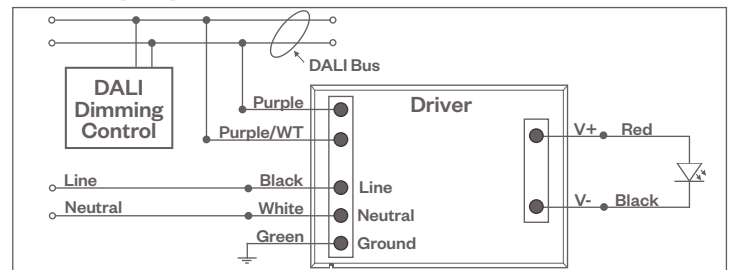 DALI Bus
DALI
Dimming
Control
Driver
Purple
Purple/WT
V+ Red
Line Black Line
Neutral White Neutral
V- Black
Green Ground